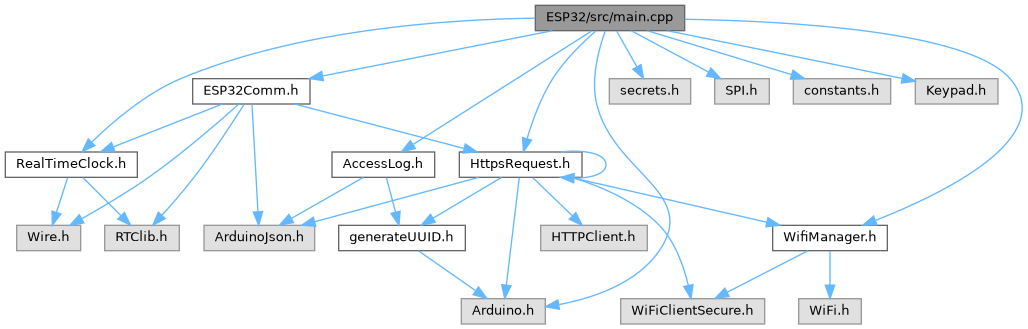 ESP32/src/main.cpp
ESP32Comm.h
secrets.h
SPI.h
constants.h
Keypad.h
RealTimeClock.h
AccessLog.h
HttpsRequest.h
Wire.h
RTClib.h
ArduinoJson.h
generateUUID.h
HTTPClient.h
WifiManager.h
Arduino.h
WiFiClientSecure.h
WiFi.h